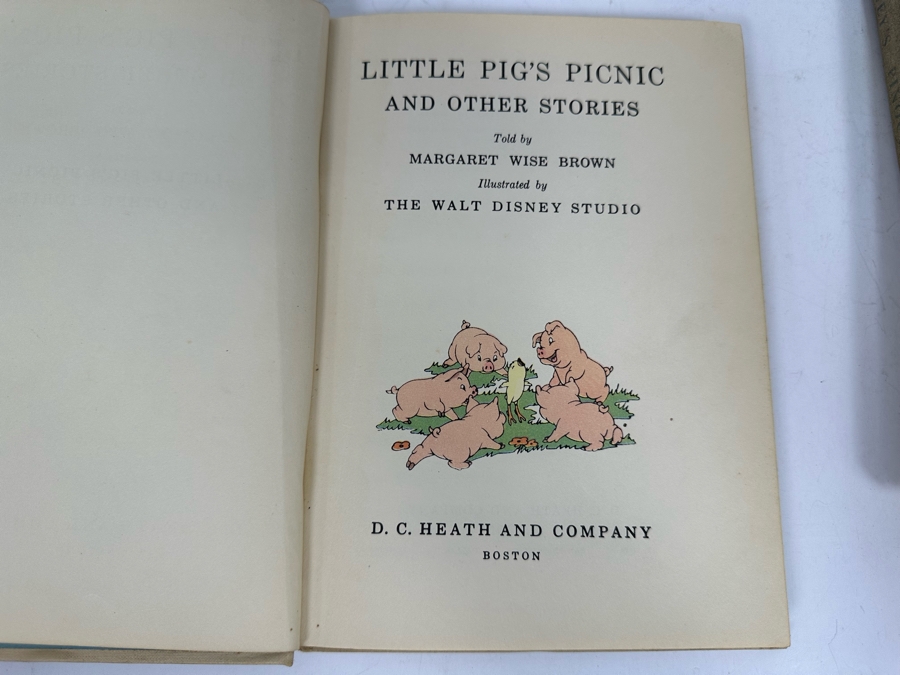 LITTLE PIG'S PICNIC
AND OTHER STORIES
Told by
MARGARET WISE BROWN
Illustrated by
THE WALT DISNEY STUDIO
D. C. HEATH AND COMPANY
BOSTON